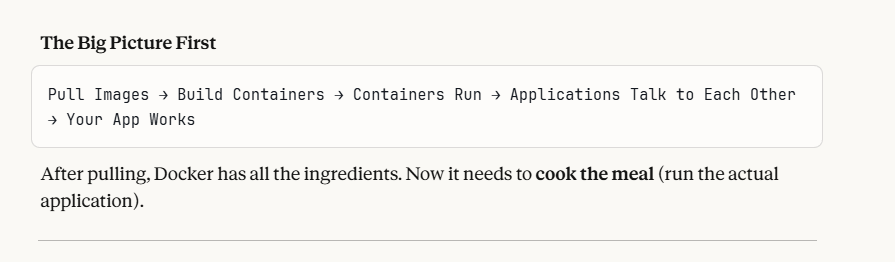 The Big Picture First
Pull Images → Build Containers → Containers Run → Applications Talk to Each Other
→ Your App Works
After pulling, Docker has all the ingredients. Now it needs to cook the meal (run the actual
application).